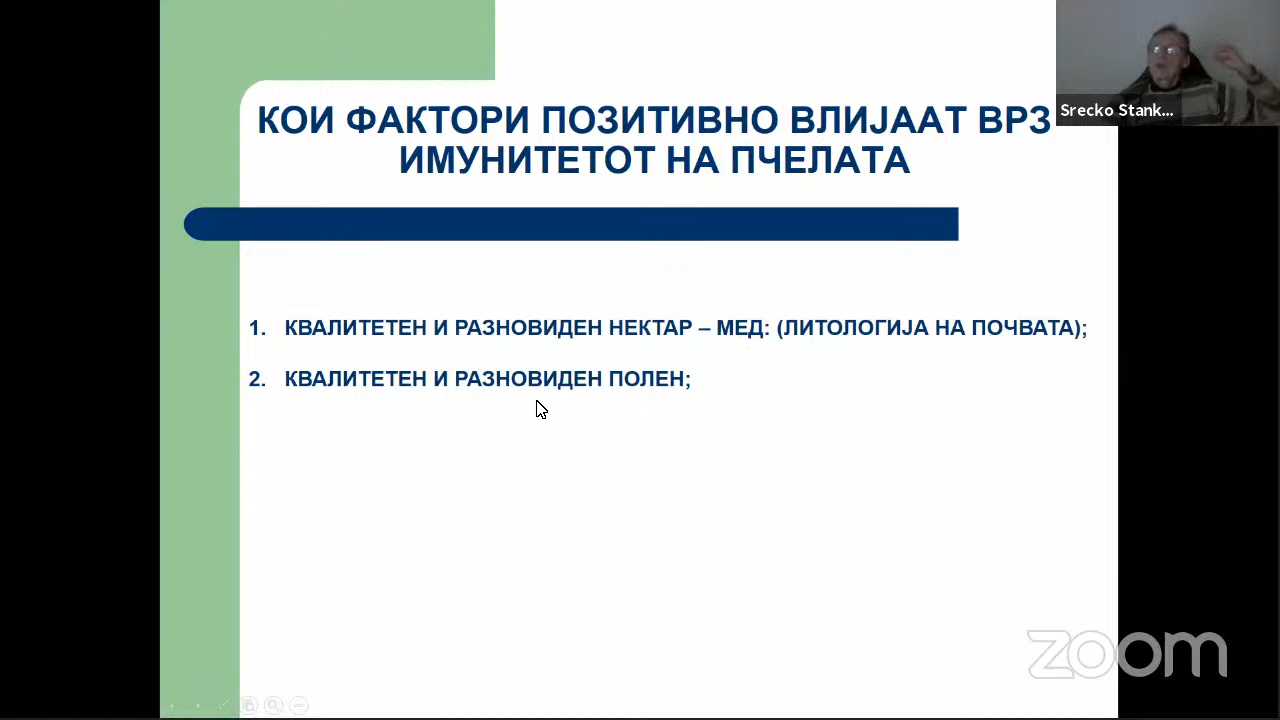 КОИ ФАКТОРИ ПОЗИТИВНО ВЛИЈААТ ВРЗ
ИМУНИТЕТОТ НА ПЧЕЛАТА
Srecko Stank...
1. КВАЛИТЕТЕН И РАЗНОВИДЕН НЕКТАР – МЕД: (ЛИТОЛОГИЈА НА ПОЧВАТА);
2. КВАЛИТЕТЕН И РАЗНОВИДЕН ПОЛЕН;
zoom